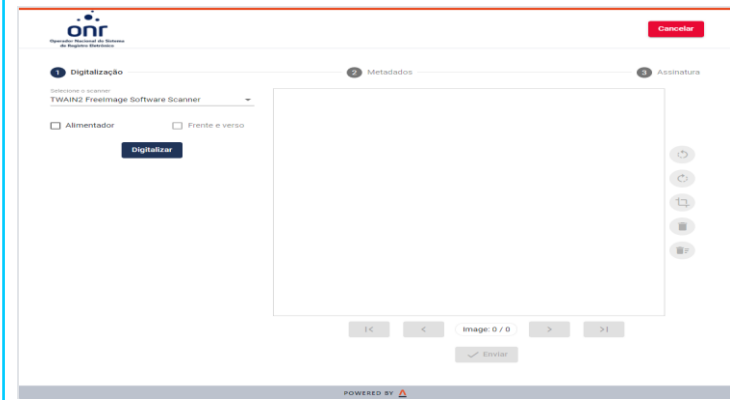 onr
Operador Nacional do Sistema
de Registro Eletrônico
Cancelar
1 Digitalização
2 Metadados
3 Assinatura
Selecione o scanner:
TWAIN2 FreeImage Software Scanner
Alimentador
Frente e verso
Digitalizar
Image: 0 / 0
Enviar
POWERED BY